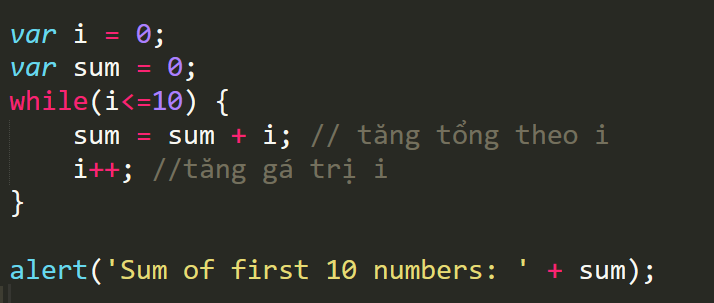 var i = 0;
var sum = 0;
while(i<=10) {
    sum = sum + i; // tăng tổng theo i
    i++; //tăng gá trị i
}
alert('Sum of first 10 numbers: ' + sum);